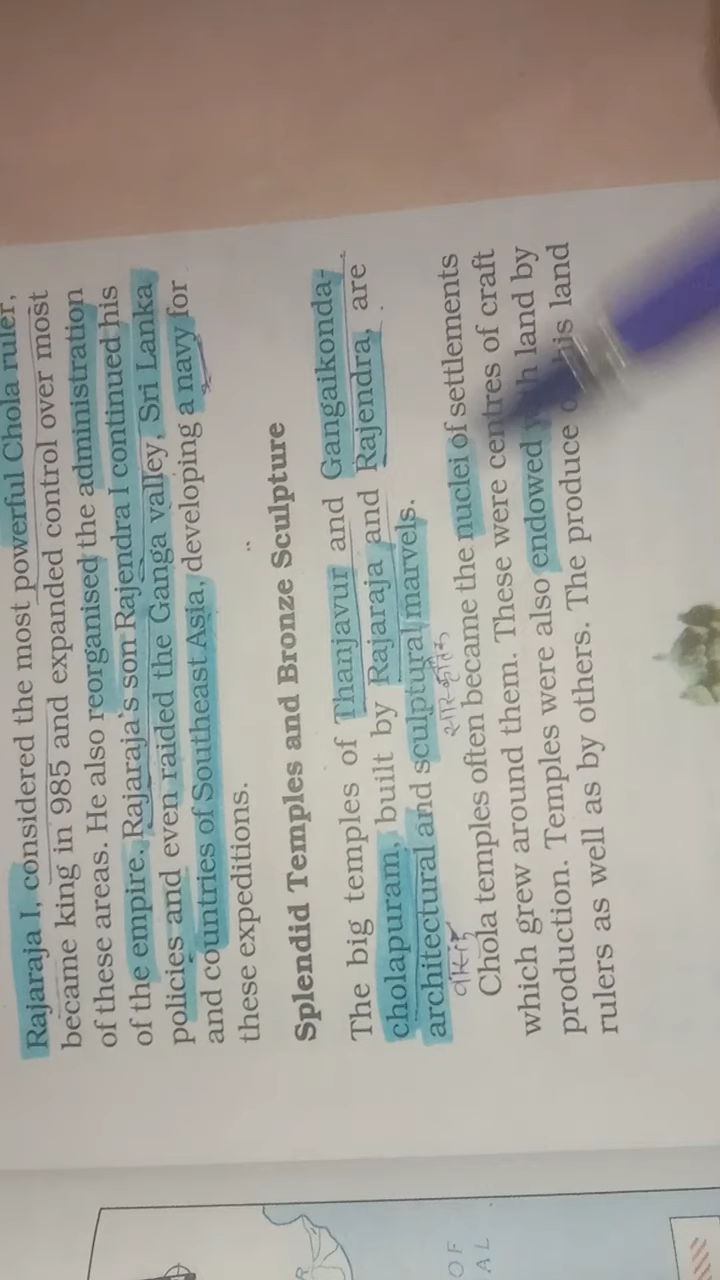 Rajaraja I, considered the most powerful Chola ruler,
became king in 985 and expanded control over most
of these areas. He also reorganised the administration
of the empire. Rajaraja's son Rajendra I continued his
policies and even raided the Ganga valley, Sri Lanka
and countries of Southeast Asia, developing a navy for
these expeditions.
Splendid Temples and Bronze Sculpture
The big temples of Thanjavur and Gangaikonda-
cholapuram, built by Rajaraja and Rajendra, are
architectural and sculptural marvels.
Chola temples often became the nuclei of settlements
which grew around them. These were centres of craft
production. Temples were also endowed land by
rulers as well as by others. The produce land
OF
AL